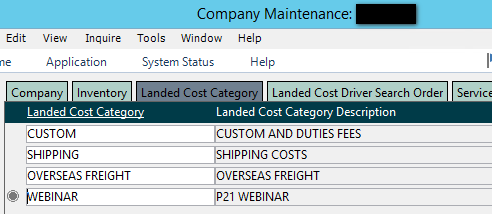 Company Maintenance:
Edit View Inquire Tools Window Help
me Application System Status Help
Company Inventory Landed Cost Category Landed Cost Driver Search Order Service
Landed Cost Category Landed Cost Category Description
CUSTOM CUSTOM AND DUTIES FEES
SHIPPING SHIPPING COSTS
OVERSEAS FREIGHT OVERSEAS FREIGHT
WEBINAR P21 WEBINAR